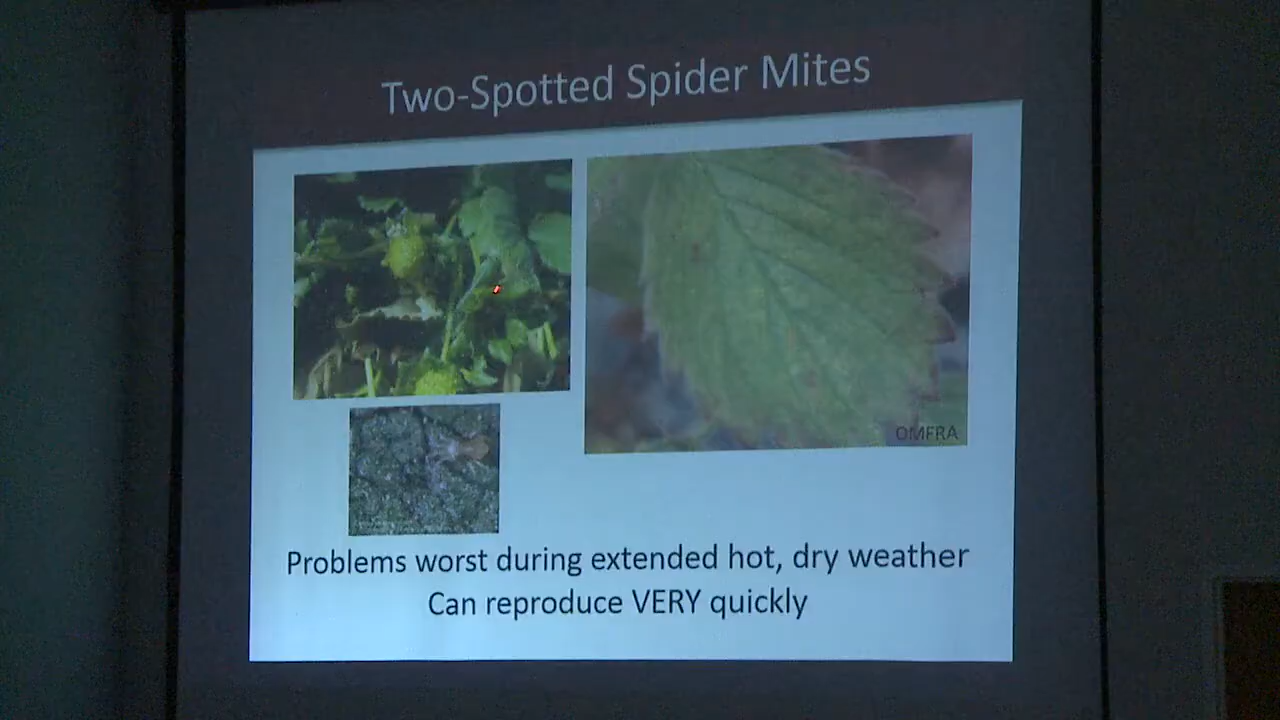 Two-Spotted Spider Mites
OMFRA
Problems worst during extended hot, dry weather
Can reproduce VERY quickly